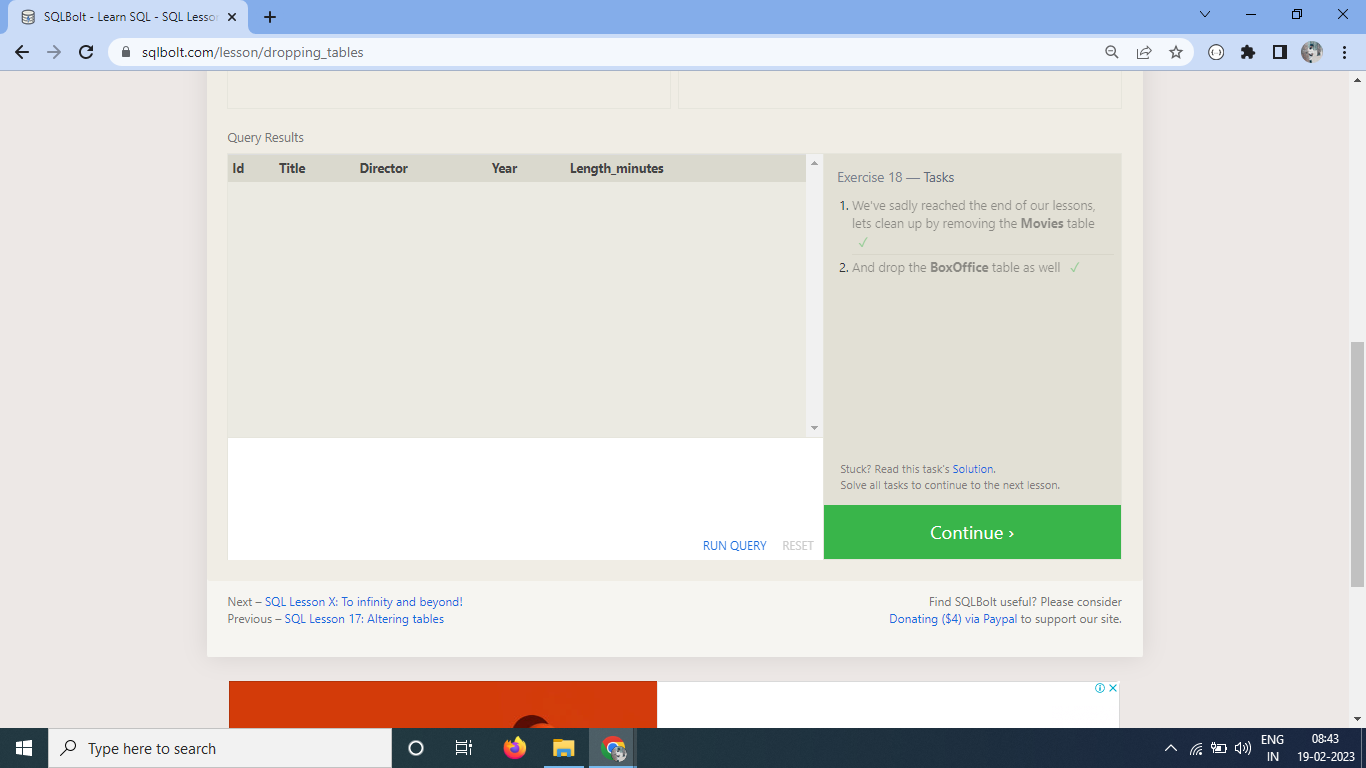 SQLBolt - Learn SQL - SQL Lesson
sqlbolt.com/lesson/dropping_tables
Query Results
Id Title Director Year Length_minutes
Exercise 18 — Tasks
1. We've sadly reached the end of our lessons,
lets clean up by removing the Movies table
✓
2. And drop the BoxOffice table as well ✓
Stuck? Read this task's Solution.
Solve all tasks to continue to the next lesson.
RUN QUERY RESET
Continue ›
Next – SQL Lesson X: To infinity and beyond!
Previous – SQL Lesson 17: Altering tables
Find SQLBolt useful? Please consider
Donating ($4) via Paypal to support our site.
Type here to search
ENG
IN
08:43
19-02-2023